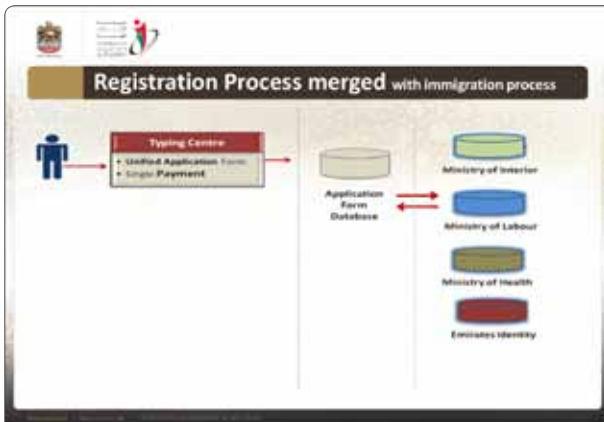 Registration Process merged with immigration process
Typing Centre
• Unified Application Form
• Single Payment
Application
Form
Database
Ministry of Interior
Ministry of Labour
Ministry of Health
Emirates Identity